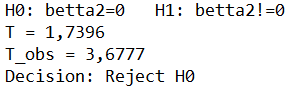 H0: betta2=0   H1: betta2!=0
T = 1,7396
T_obs = 3,6777
Decision: Reject H0